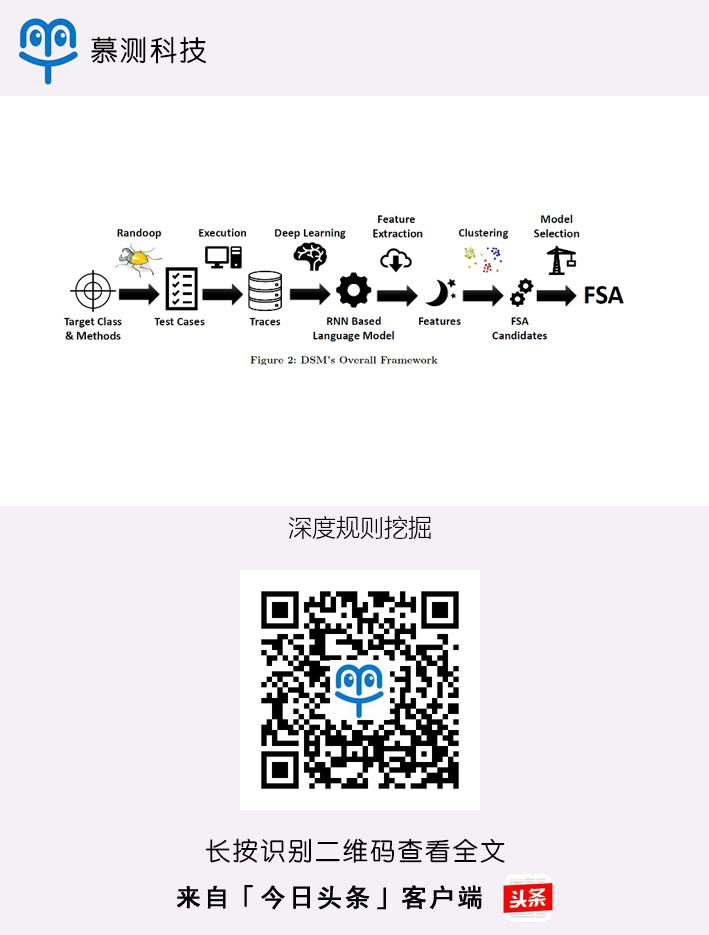 慕测科技
Randoop
Execution
Deep Learning
Feature
Extraction
Clustering
Model
Selection
FSA
Target Class
& Methods
Test Cases
Traces
RNN Based
Language Model
Features
FSA
Candidates
Figure 2: DSM's Overall Framework
深度规则挖掘
长按识别二维码查看全文
来自「今日头条」客户端
头条